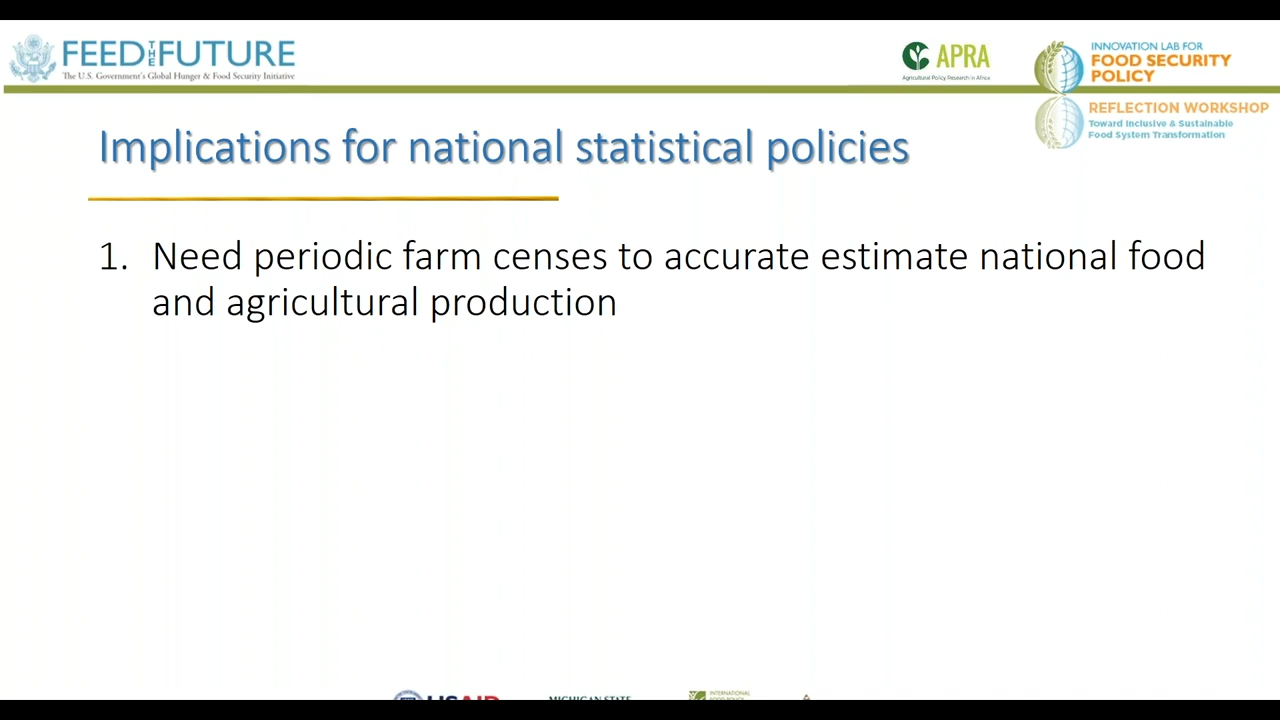 FEED THE FUTURE
The U.S. Government's Global Hunger & Food Security Initiative
APRA
Agricultural Policy Research in Africa
INNOVATION LAB FOR
FOOD SECURITY
POLICY
REFLECTION WORKSHOP
Toward Inclusive & Sustainable
Food System Transformation
Implications for national statistical policies
1. Need periodic farm censes to accurate estimate national food
and agricultural production
USAID
MICHIGAN STATE
INTERNATIONAL